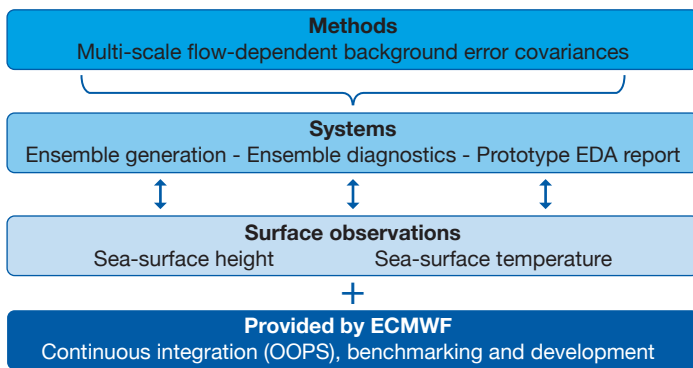 Methods
Multi-scale flow-dependent background error covariances
Systems
Ensemble generation - Ensemble diagnostics - Prototype EDA report
Surface observations
Sea-surface height Sea-surface temperature
+
Provided by ECMWF
Continuous integration (OOPS), benchmarking and development